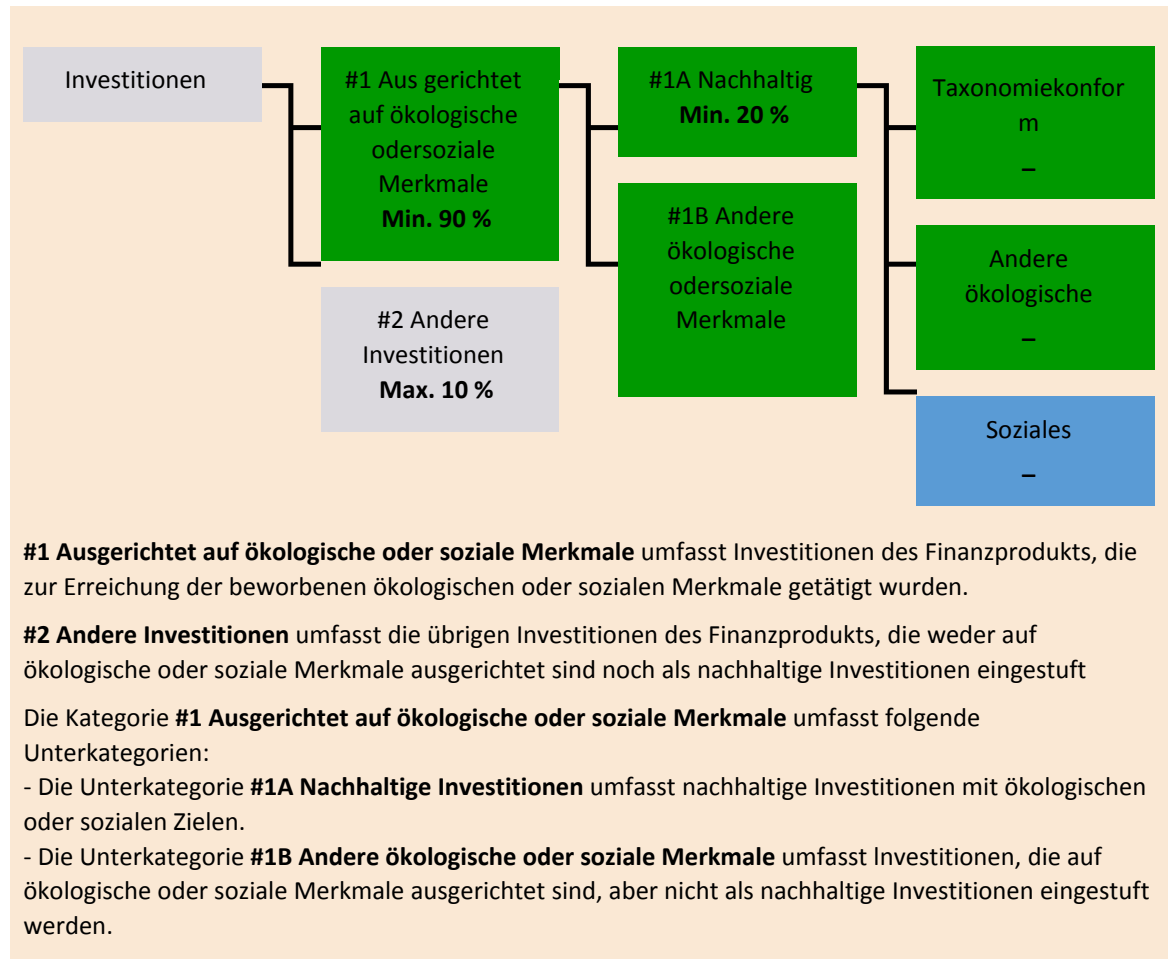 Investitionen
#1 Aus gerichtet
auf ökologische
odersoziale
Merkmale
Min. 90 %
#2 Andere
Investitionen
Max. 10 %
#1A Nachhaltig
Min. 20 %
#1B Andere
ökologische
odersoziale
Merkmale
Taxonomiekonfor
m
–
Andere
ökologische
–
Soziales
–
#1 Ausgerichtet auf ökologische oder soziale Merkmale umfasst Investitionen des Finanzprodukts, die
zur Erreichung der beworbenen ökologischen oder sozialen Merkmale getätigt wurden.
#2 Andere Investitionen umfasst die übrigen Investitionen des Finanzprodukts, die weder auf
ökologische oder soziale Merkmale ausgerichtet sind noch als nachhaltige Investitionen eingestuft
Die Kategorie #1 Ausgerichtet auf ökologische oder soziale Merkmale umfasst folgende
Unterkategorien:
- Die Unterkategorie #1A Nachhaltige Investitionen umfasst nachhaltige Investitionen mit ökologischen
oder sozialen Zielen.
- Die Unterkategorie #1B Andere ökologische oder soziale Merkmale umfasst lnvestitionen, die auf
ökologische oder soziale Merkmale ausgerichtet sind, aber nicht als nachhaltige Investitionen eingestuft
werden.